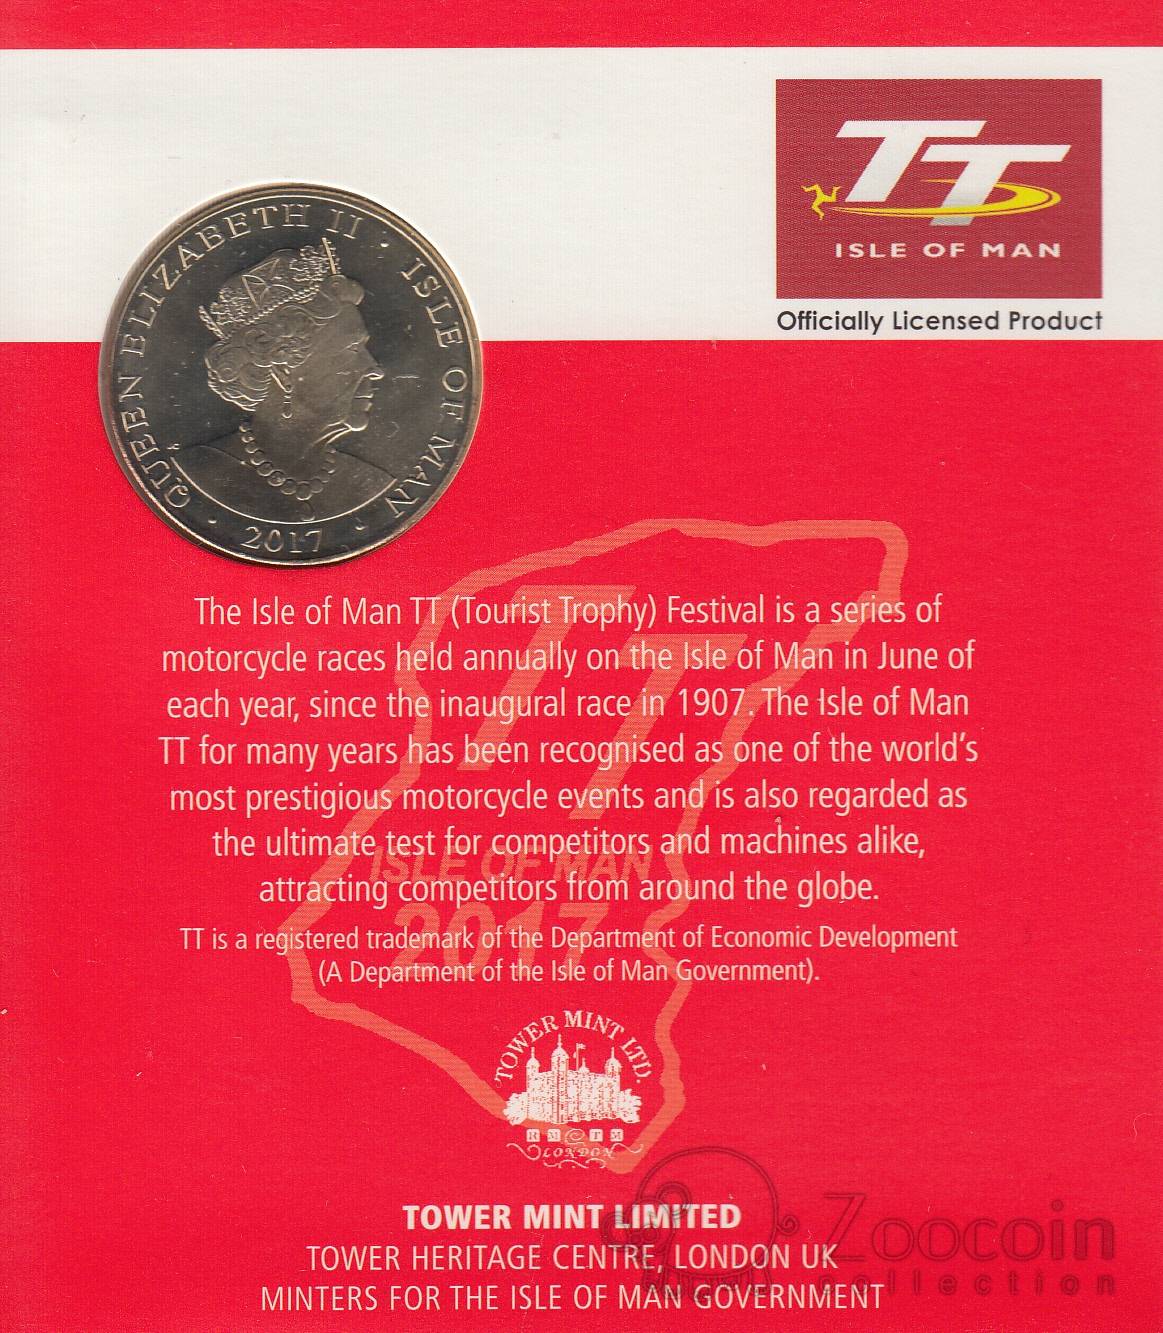 TT
ISLE OF MAN
Officially Licensed Product
QUEEN ELIZABETH II · ISLE OF MAN
· 2017
The Isle of Man TT (Tourist Trophy) Festival is a series of
motorcycle races held annually on the Isle of Man in June of
each year, since the inaugural race in 1907. The Isle of Man
TT for many years has been recognised as one of the world's
most prestigious motorcycle events and is also regarded as
the ultimate test for competitors and machines alike,
attracting competitors from around the globe.
TT is a registered trademark of the Department of Economic Development
(A Department of the Isle of Man Government).
TT
ISLE OF MAN
2017
TOWER MINT LTD.
R M C T M
LONDON
TOWER MINT LIMITED
TOWER HERITAGE CENTRE, LONDON UK
MINTERS FOR THE ISLE OF MAN GOVERNMENT
Zoocoin
collection